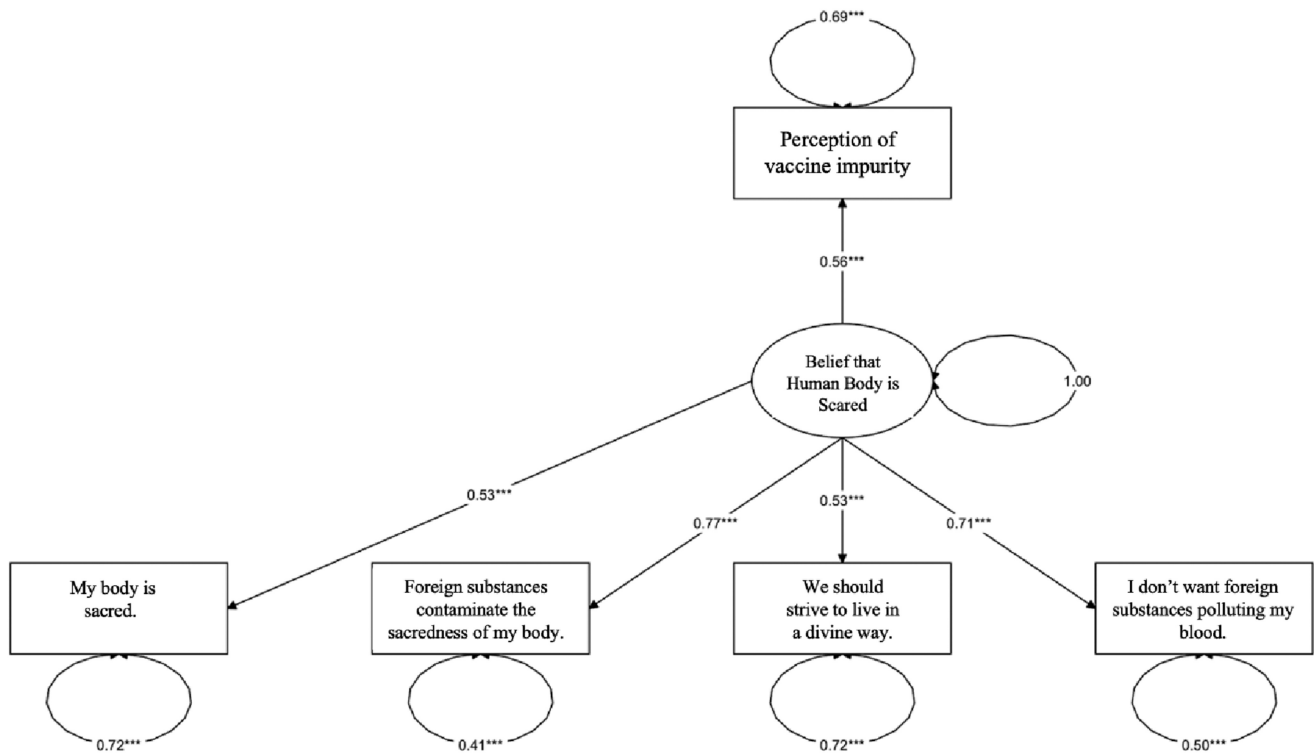 0.69***
Perception of
vaccine impurity
0.56***
Belief that
Human Body is
Scared
1.00
0.53***
0.77***
0.53***
0.71***
My body is
sacred.
Foreign substances
contaminate the
sacredness of my body.
We should
strive to live in
a divine way.
I don’t want foreign
substances polluting my
blood.
0.72***
0.41***
0.72***
0.50***